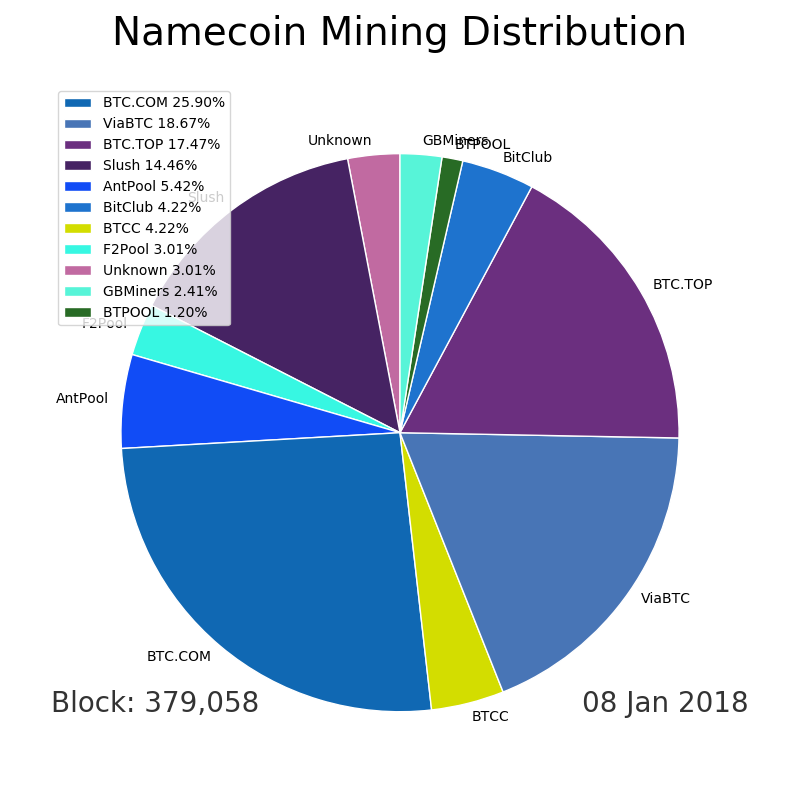 Namecoin Mining Distribution
BTC.COM 25.90%
ViaBTC 18.67%
BTC.TOP 17.47%
Slush 14.46%
AntPool 5.42%
BitClub 4.22%
BTCC 4.22%
F2Pool 3.01%
Unknown 3.01%
GBMiners 2.41%
BTPOOL 1.20%
Unknown
GBMiners
BTPOOL
BitClub
Slush
BTC.TOP
F2Pool
AntPool
ViaBTC
BTC.COM
BTCC
Block: 379,058
08 Jan 2018